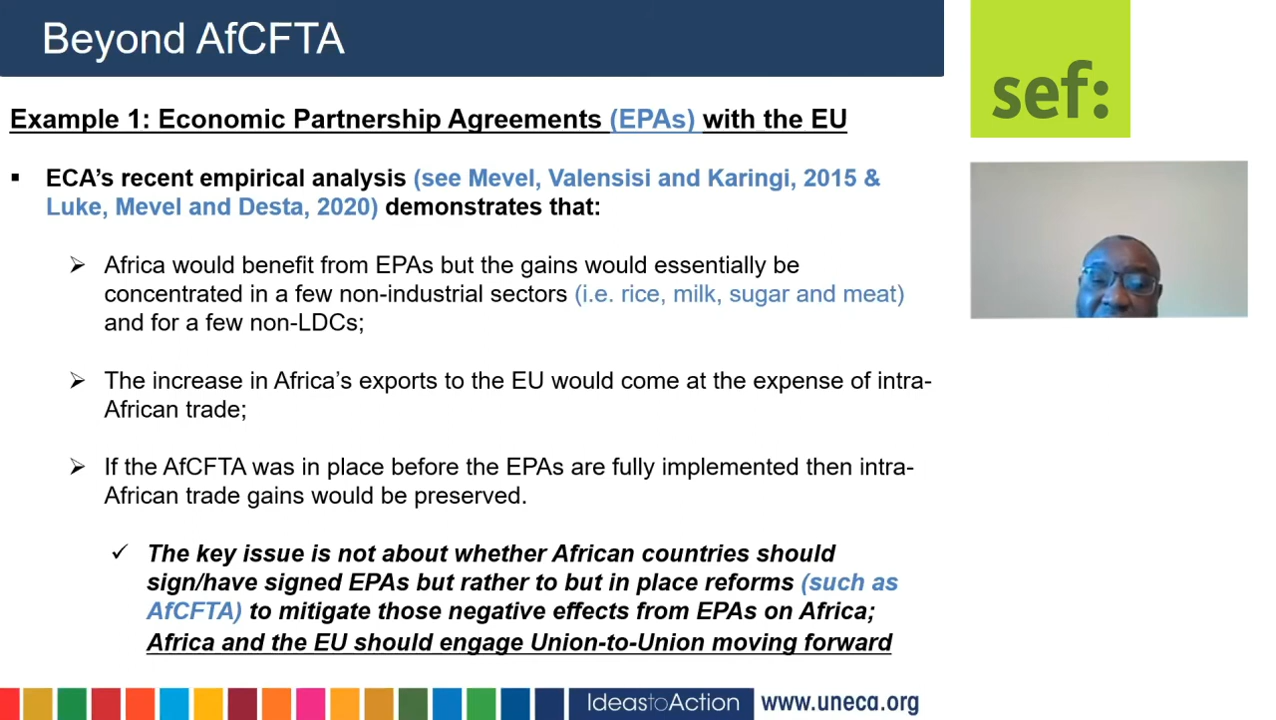 Beyond AfCFTA
sef:
Example 1: Economic Partnership Agreements (EPAs) with the EU
▪ ECA’s recent empirical analysis (see Mevel, Valensisi and Karingi, 2015 &
Luke, Mevel and Desta, 2020) demonstrates that:
➢ Africa would benefit from EPAs but the gains would essentially be
concentrated in a few non-industrial sectors (i.e. rice, milk, sugar and meat)
and for a few non-LDCs;
➢ The increase in Africa’s exports to the EU would come at the expense of intra-
African trade;
➢ If the AfCFTA was in place before the EPAs are fully implemented then intra-
African trade gains would be preserved.
✓ The key issue is not about whether African countries should
sign/have signed EPAs but rather to but in place reforms (such as
AfCFTA) to mitigate those negative effects from EPAs on Africa;
Africa and the EU should engage Union-to-Union moving forward
IdeastoAction www.uneca.org